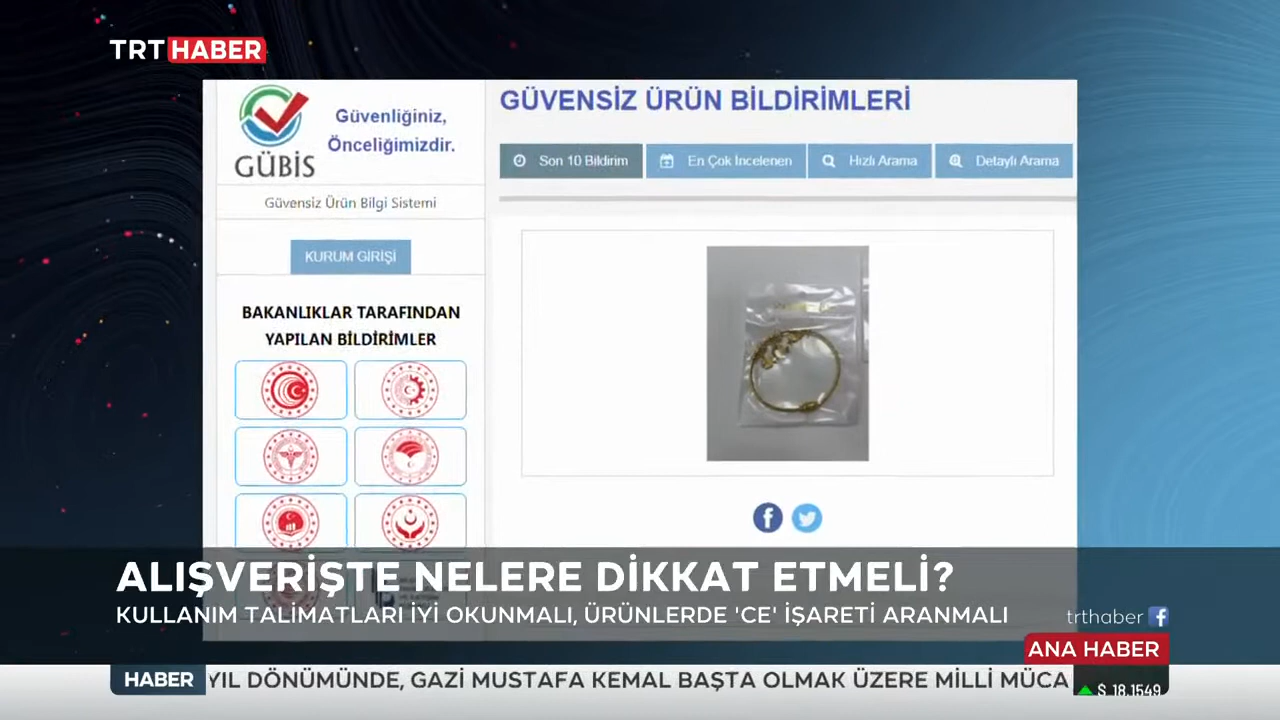 TRT HABER
GÜBİS
Güvenliğiniz,
Önceliğimizdir.
Güvensiz Ürün Bilgi Sistemi
KURUM GİRİŞİ
BAKANLIKLAR TARAFINDAN
YAPILAN BİLDİRİMLER
GÜVENSİZ ÜRÜN BİLDİRİMLERİ
Son 10 Bildirim
En Çok İncelenen
Hızlı Arama
Detaylı Arama
ALIŞVERİŞTE NELERE DİKKAT ETMELİ?
KULLANIM TALİMATLARI İYİ OKUNMALI, ÜRÜNLERDE 'CE' İŞARETİ ARANMALI
trthaber
ANA HABER
HABER
YIL DÖNÜMÜNDE, GAZİ MUSTAFA KEMAL BAŞTA OLMAK ÜZERE MİLLİ MÜCA
$ 18.1549